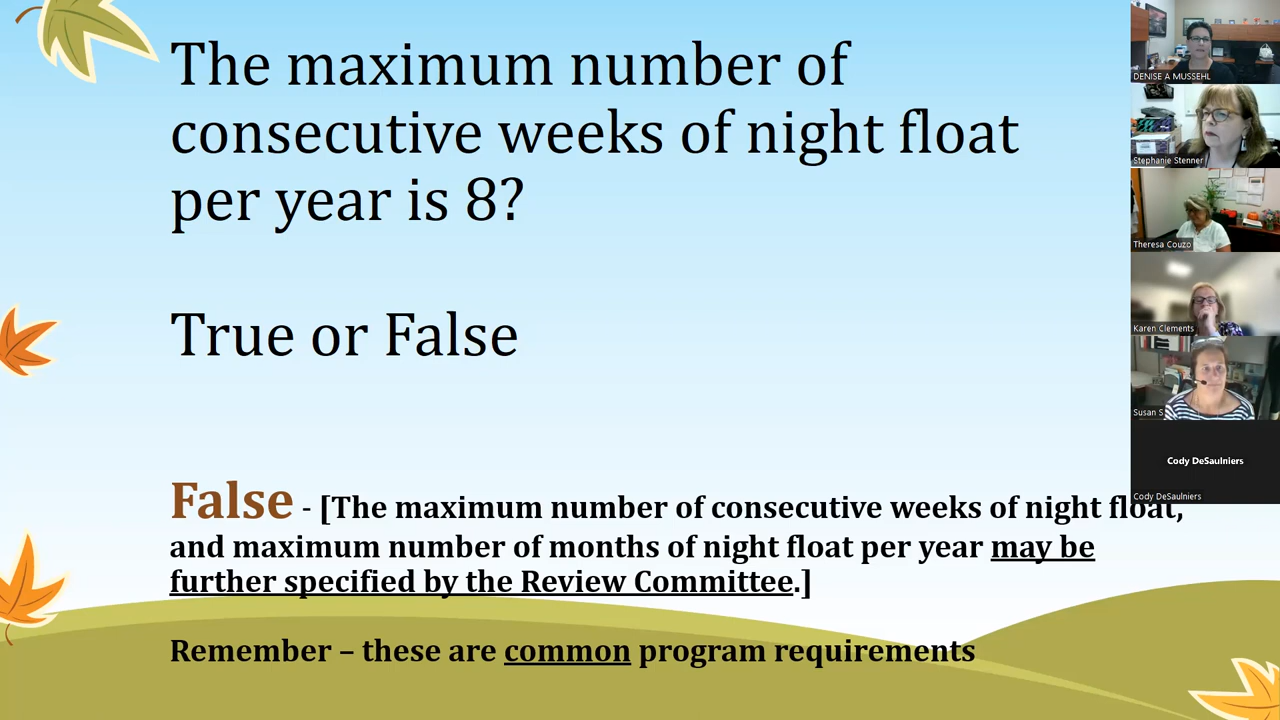 The maximum number of
consecutive weeks of night float
per year is 8?
True or False
False - [The maximum number of consecutive weeks of night float,
and maximum number of months of night float per year may be
further specified by the Review Committee.]
Remember – these are common program requirements
DENISE A MUSSEHL
Stephanie Stenner
Theresa Couzo
Karen Clements
Susan S
Cody DeSaulniers
Cody DeSaulniers